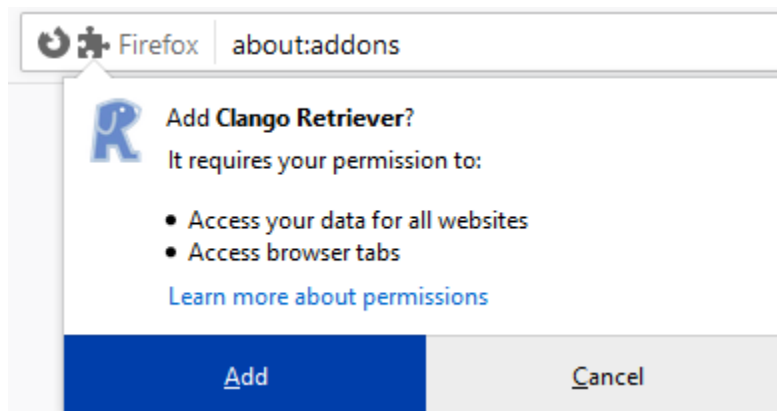 Firefox about:addons
Add Clango Retriever?
It requires your permission to:
• Access your data for all websites
• Access browser tabs
Learn more about permissions
Add Cancel